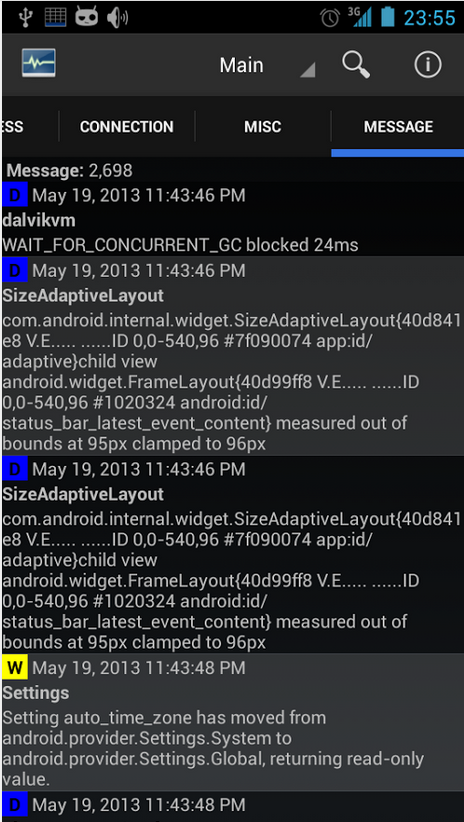 3G 23:55
Main
ESS CONNECTION MISC MESSAGE
Message: 2,698
D May 19, 2013 11:43:46 PM
dalvikvm
WAIT_FOR_CONCURRENT_GC blocked 24ms
D May 19, 2013 11:43:46 PM
SizeAdaptiveLayout
com.android.internal.widget.SizeAdaptiveLayout{40d841
e8 V.E..... ......ID 0,0-540,96 #7f090074 app:id/
adaptive}child view
android.widget.FrameLayout{40d99ff8 V.E..... ......ID
0,0-540,96 #1020324 android:id/
status_bar_latest_event_content} measured out of
bounds at 95px clamped to 96px
D May 19, 2013 11:43:46 PM
SizeAdaptiveLayout
com.android.internal.widget.SizeAdaptiveLayout{40d841
e8 V.E..... ......ID 0,0-540,96 #7f090074 app:id/
adaptive}child view
android.widget.FrameLayout{40d99ff8 V.E..... ......ID
0,0-540,96 #1020324 android:id/
status_bar_latest_event_content} measured out of
bounds at 95px clamped to 96px
W May 19, 2013 11:43:48 PM
Settings
Setting auto_time_zone has moved from
android.provider.Settings.System to
android.provider.Settings.Global, returning read-only
value.
D May 19, 2013 11:43:48 PM